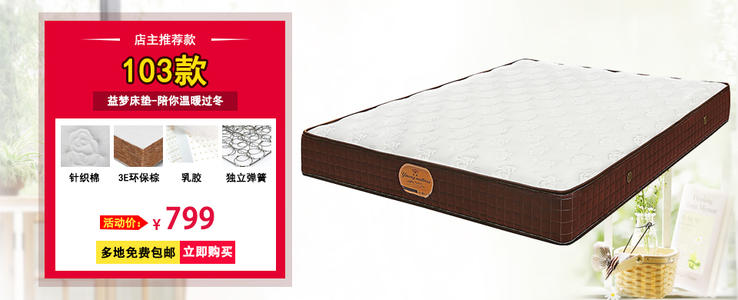 店主推荐款
103款
益梦床垫-陪你温暖过冬
针织棉 3E环保棕 乳胶 独立弹簧
活动价: ¥799
多地免费包邮 立即购买